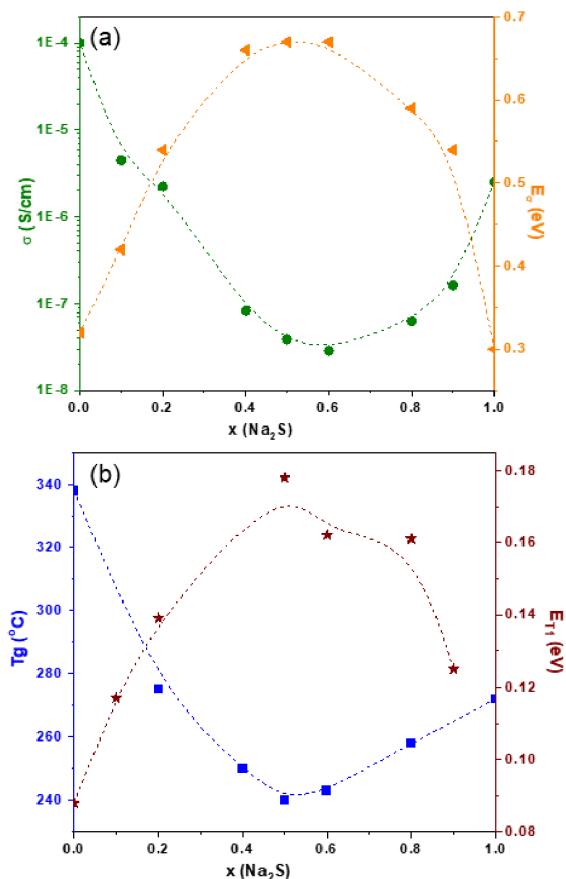 (a)
1E-4
1E-5
1E-6
1E-7
1E-8
σ (S/cm)
0.7
0.6
0.5
0.4
0.3
Ea (eV)
0.0 0.2 0.4 0.6 0.8 1.0
x (Na2S)
(b)
340
320
300
280
260
240
Tg (°C)
0.18
0.16
0.14
0.12
0.10
0.08
ET1 (eV)
0.0 0.2 0.4 0.6 0.8 1.0
x (Na2S)